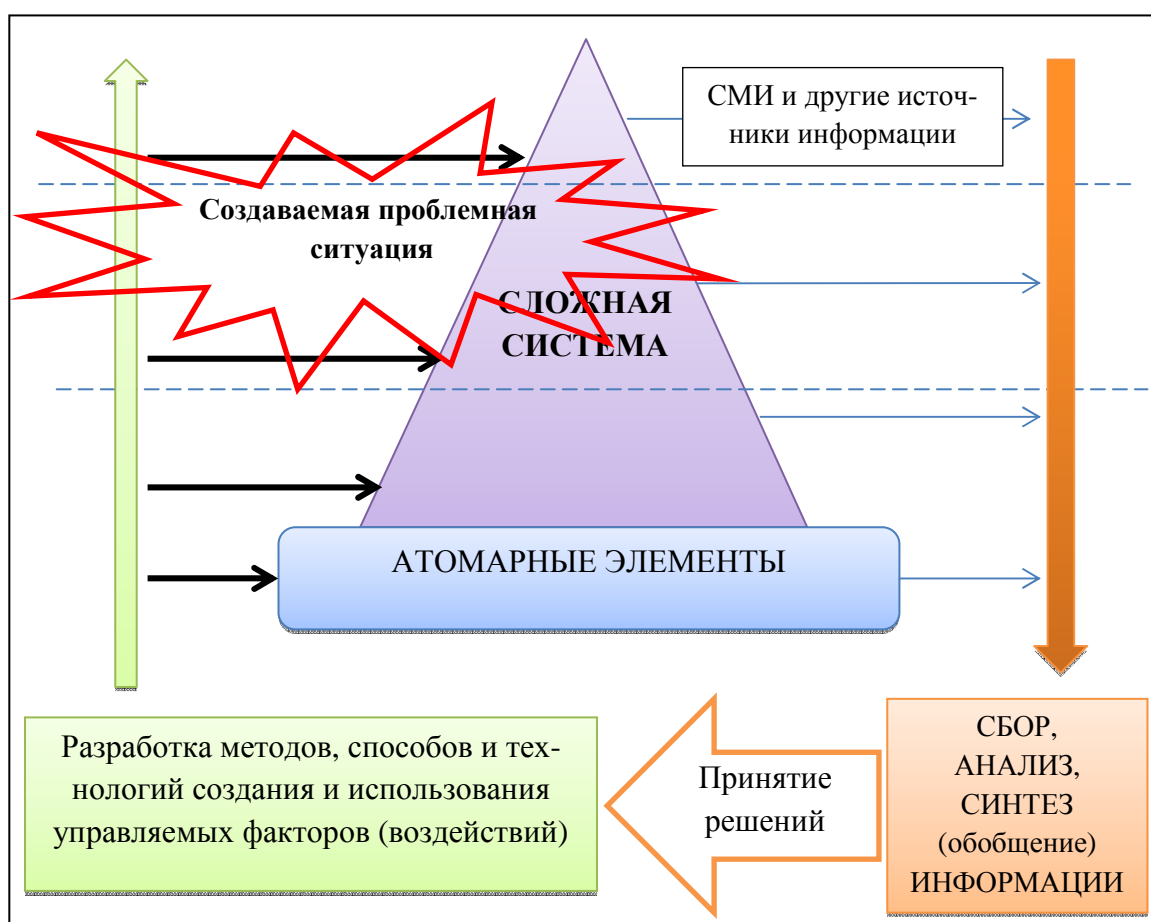 СМИ и другие источ-
ники информации
Создаваемая проблемная
ситуация
СЛОЖНАЯ
СИСТЕМА
АТОМАРНЫЕ ЭЛЕМЕНТЫ
Разработка методов, способов и тех-
нологий создания и использования
управляемых факторов (воздействий)
Принятие
решений
СБОР,
АНАЛИЗ,
СИНТЕЗ
(обобщение)
ИНФОРМАЦИИ